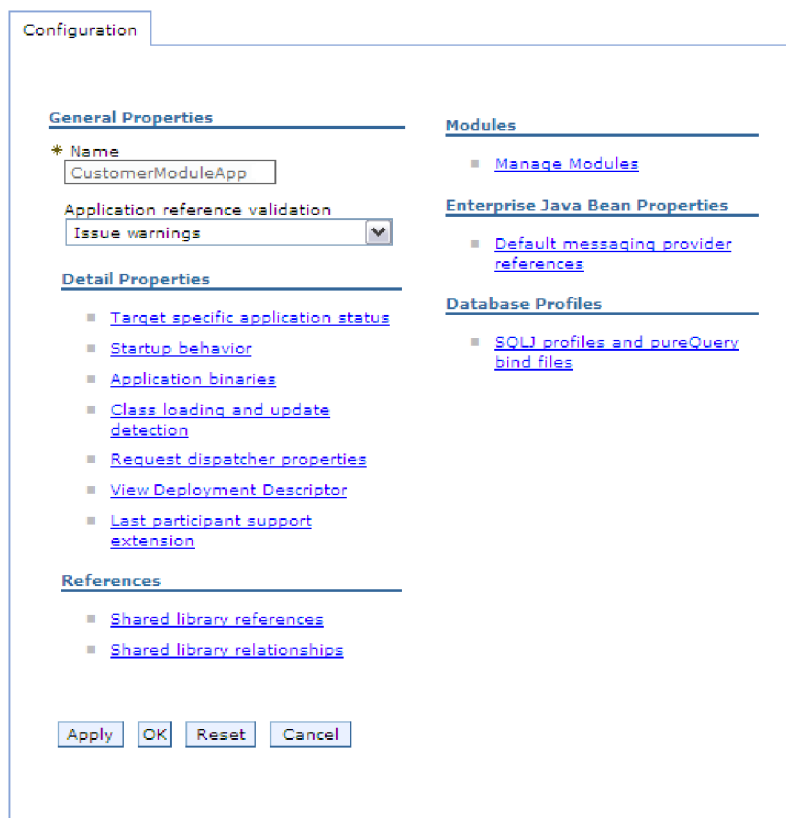 Configuration
General Properties
* Name
CustomerModuleApp
Application reference validation
Issue warnings
Detail Properties
Target specific application status
Startup behavior
Application binaries
Class loading and update
detection
Request dispatcher properties
View Deployment Descriptor
Last participant support
extension
References
Shared library references
Shared library relationships
Modules
Manage Modules
Enterprise Java Bean Properties
Default messaging provider
references
Database Profiles
SQLJ profiles and pureQuery
bind files
Apply OK Reset Cancel